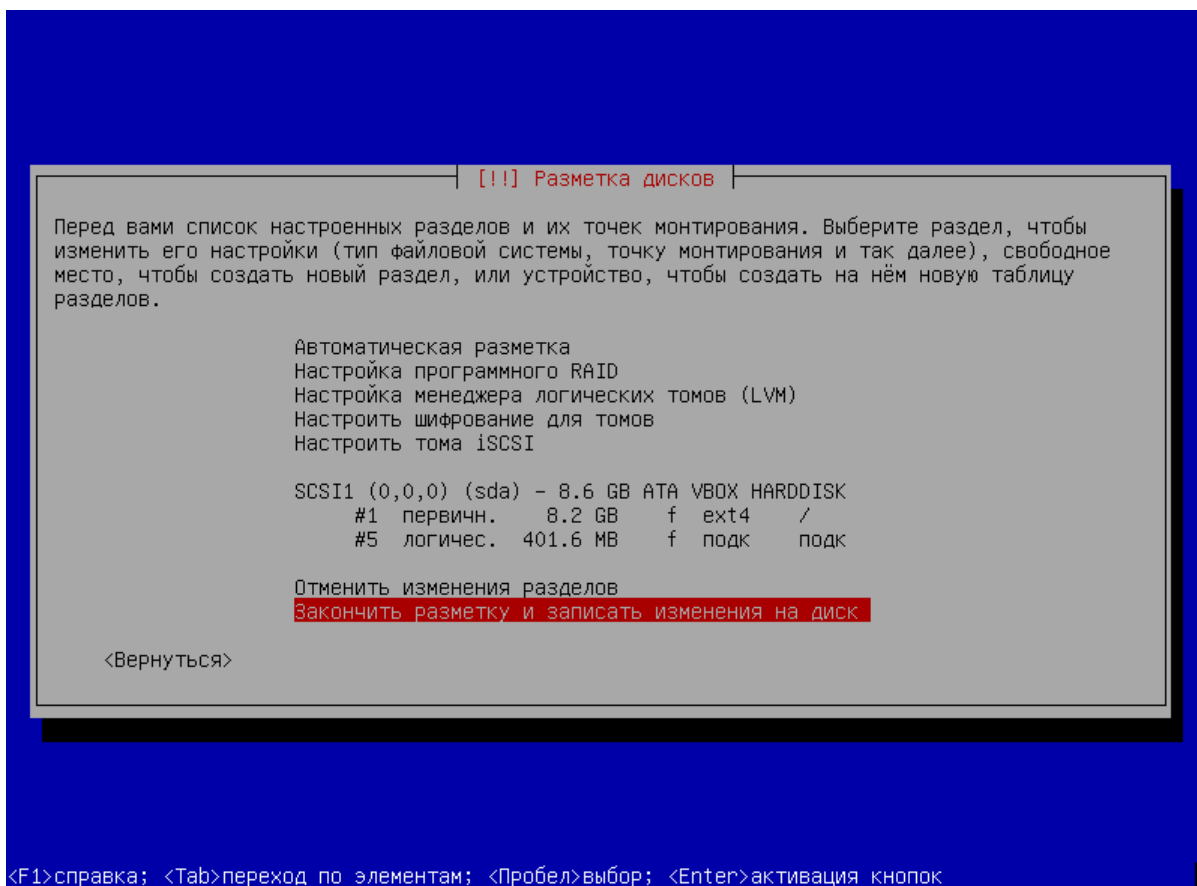 [!!] Разметка дисков
Перед вами список настроенных разделов и их точек монтирования. Выберите раздел, чтобы
изменить его настройки (тип файловой системы, точку монтирования и так далее), свободное
место, чтобы создать новый раздел, или устройство, чтобы создать на нём новую таблицу
разделов.
Автоматическая разметка
Настройка программного RAID
Настройка менеджера логических томов (LVM)
Настроить шифрование для томов
Настроить тома iSCSI
SCSI1 (0,0,0) (sda) – 8.6 GB ATA VBOX HARDDISK
#1 первичн. 8.2 GB f ext4 /
#5 логичес. 401.6 MB f подк подк
Отменить изменения разделов
Закончить разметку и записать изменения на диск
<Вернуться>
<F1>справка; <Tab>переход по элементам; <Пробел>выбор; <Enter>активация кнопок